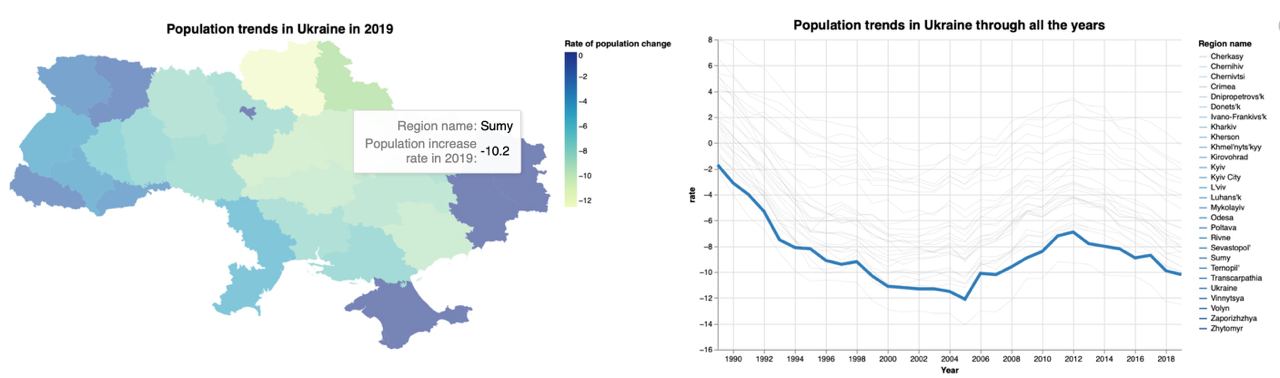 Population trends in Ukraine in 2019
Rate of population change
0
−2
−4
−6
−8
−10
−12
Region name: Sumy
Population increase
rate in 2019: -10.2
Population trends in Ukraine through all the years
8
6
4
2
0
−2
−4
−6
−8
−10
−12
−14
−16
rate
1990 1992 1994 1996 1998 2000 2002 2004 2006 2008 2010 2012 2014 2016 2018
Year
Region name
Cherkasy
Chernihiv
Chernivtsi
Crimea
Dnipropetrovs'k
Donets'k
Ivano-Frankivs'k
Kharkiv
Kherson
Khmel'nyts'kyy
Kirovohrad
Kyiv
Kyiv City
L'viv
Luhans'k
Mykolayiv
Odesa
Poltava
Rivne
Sevastopol'
Sumy
Ternopil'
Transcarpathia
Ukraine
Vinnytsya
Volyn
Zaporizhzhya
Zhytomyr